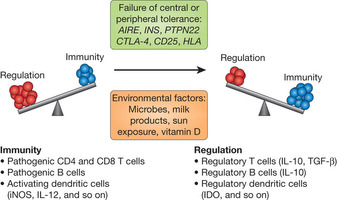 Failure of central or
peripheral tolerance:
AIRE, INS, PTPN22
CTLA-4, CD25, HLA
Immunity
Regulation
Regulation
Immunity
Environmental factors:
Microbes, milk
products, sun
exposure, vitamin D
Immunity
• Pathogenic CD4 and CD8 T cells
• Pathogenic B cells
• Activating dendritic cells
(iNOS, IL-12, and so on)
Regulation
• Regulatory T cells (IL-10, TGF-β)
• Regulatory B cells (IL-10)
• Regulatory dendritic cells
(IDO, and so on)